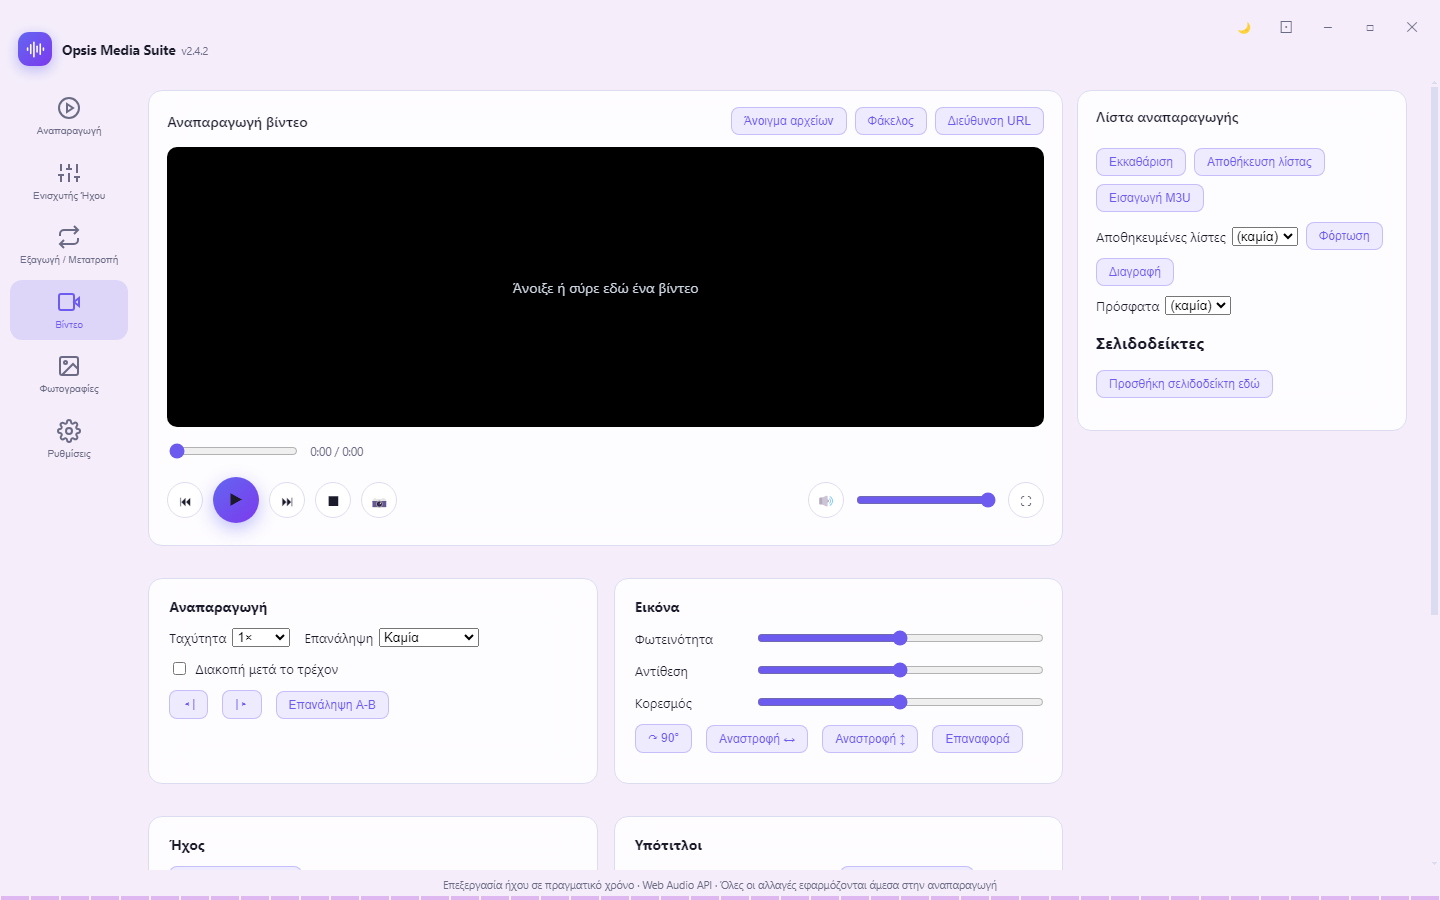 Opsis Media Suite v2.4.2
Αναπαραγωγή
Ενισχυτής Ήχου
Εξαγωγή / Μετατροπή
Βίντεο
Φωτογραφίες
Ρυθμίσεις
Αναπαραγωγή βίντεο
Άνοιγμα αρχείων
Φάκελος
Διεύθυνση URL
Άνοιξε ή σύρε εδώ ένα βίντεο
0:00 / 0:00
Λίστα αναπαραγωγής
Εκκαθάριση
Αποθήκευση λίστας
Εισαγωγή M3U
Αποθηκευμένες λίστες (καμία) Φόρτωση
Διαγραφή
Πρόσφατα (καμία)
Σελιδοδείκτες
Προσθήκη σελιδοδείκτη εδώ
Αναπαραγωγή
Ταχύτητα 1× Επανάληψη Καμία
Διακοπή μετά το τρέχον
Επανάληψη A-B
Εικόνα
Φωτεινότητα
Αντίθεση
Κορεσμός
↷ 90°
Αναστροφή ↔
Αναστροφή ↕
Επαναφορά
Ήχος
Υπότιτλοι
Επεξεργασία ήχου σε πραγματικό χρόνο · Web Audio API · Όλες οι αλλαγές εφαρμόζονται άμεσα στην αναπαραγωγή